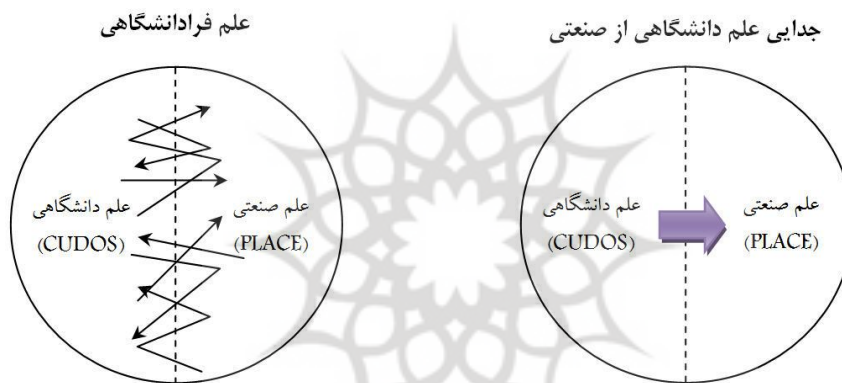 جدایی علم دانشگاهی از صنعتی
علم دانشگاهی
(CUDOS)
علم صنعتی
(PLACE)
علم فرادانشگاهی
علم دانشگاهی
(CUDOS)
علم صنعتی
(PLACE)